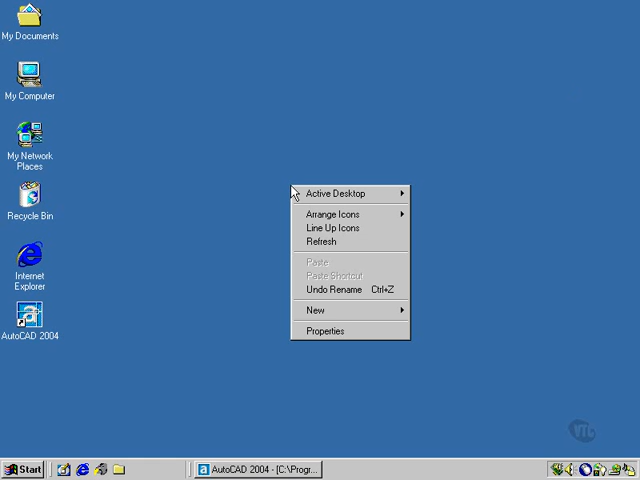 My Documents
My Computer
My Network
Places
Recycle Bin
Internet
Explorer
AutoCAD 2004
Active Desktop
Arrange Icons
Line Up Icons
Refresh
Paste
Paste Shortcut
Undo Rename Ctrl+Z
New
Properties
VTC
Start
AutoCAD 2004 - [C:\Progr...